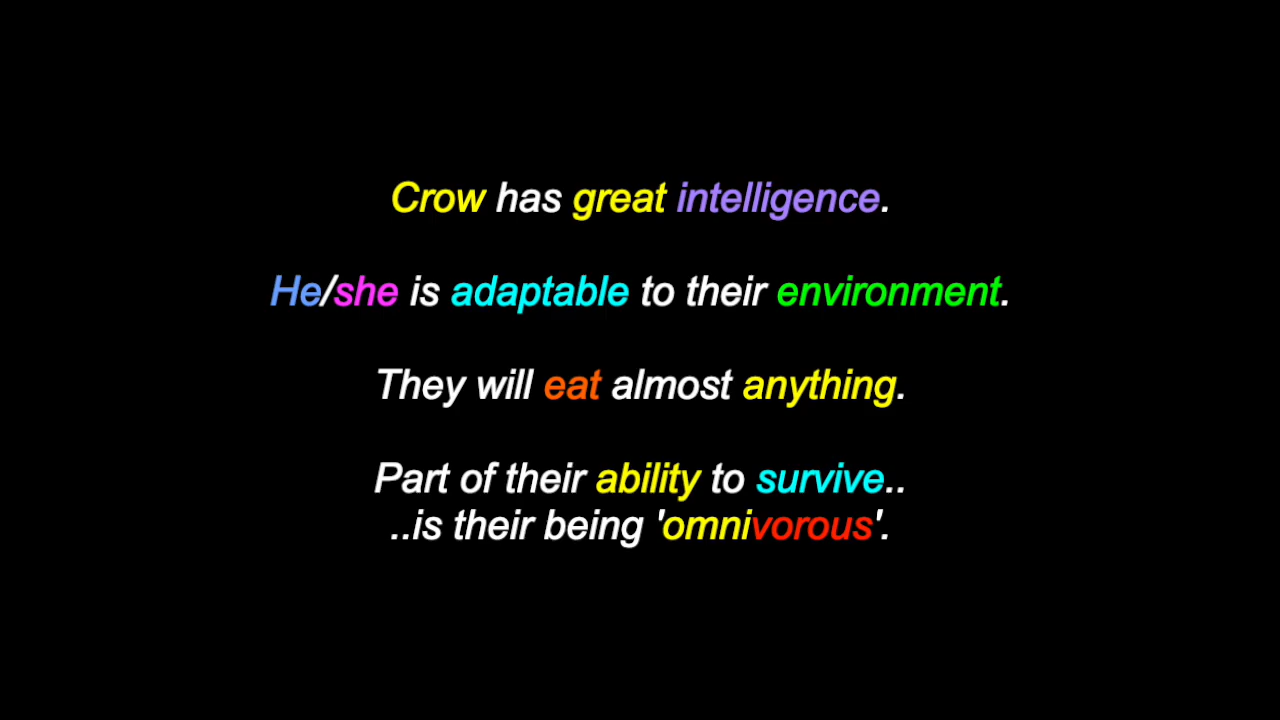 Crow has great intelligence.
He/she is adaptable to their environment.
They will eat almost anything.
Part of their ability to survive..
..is their being 'omnivorous'.